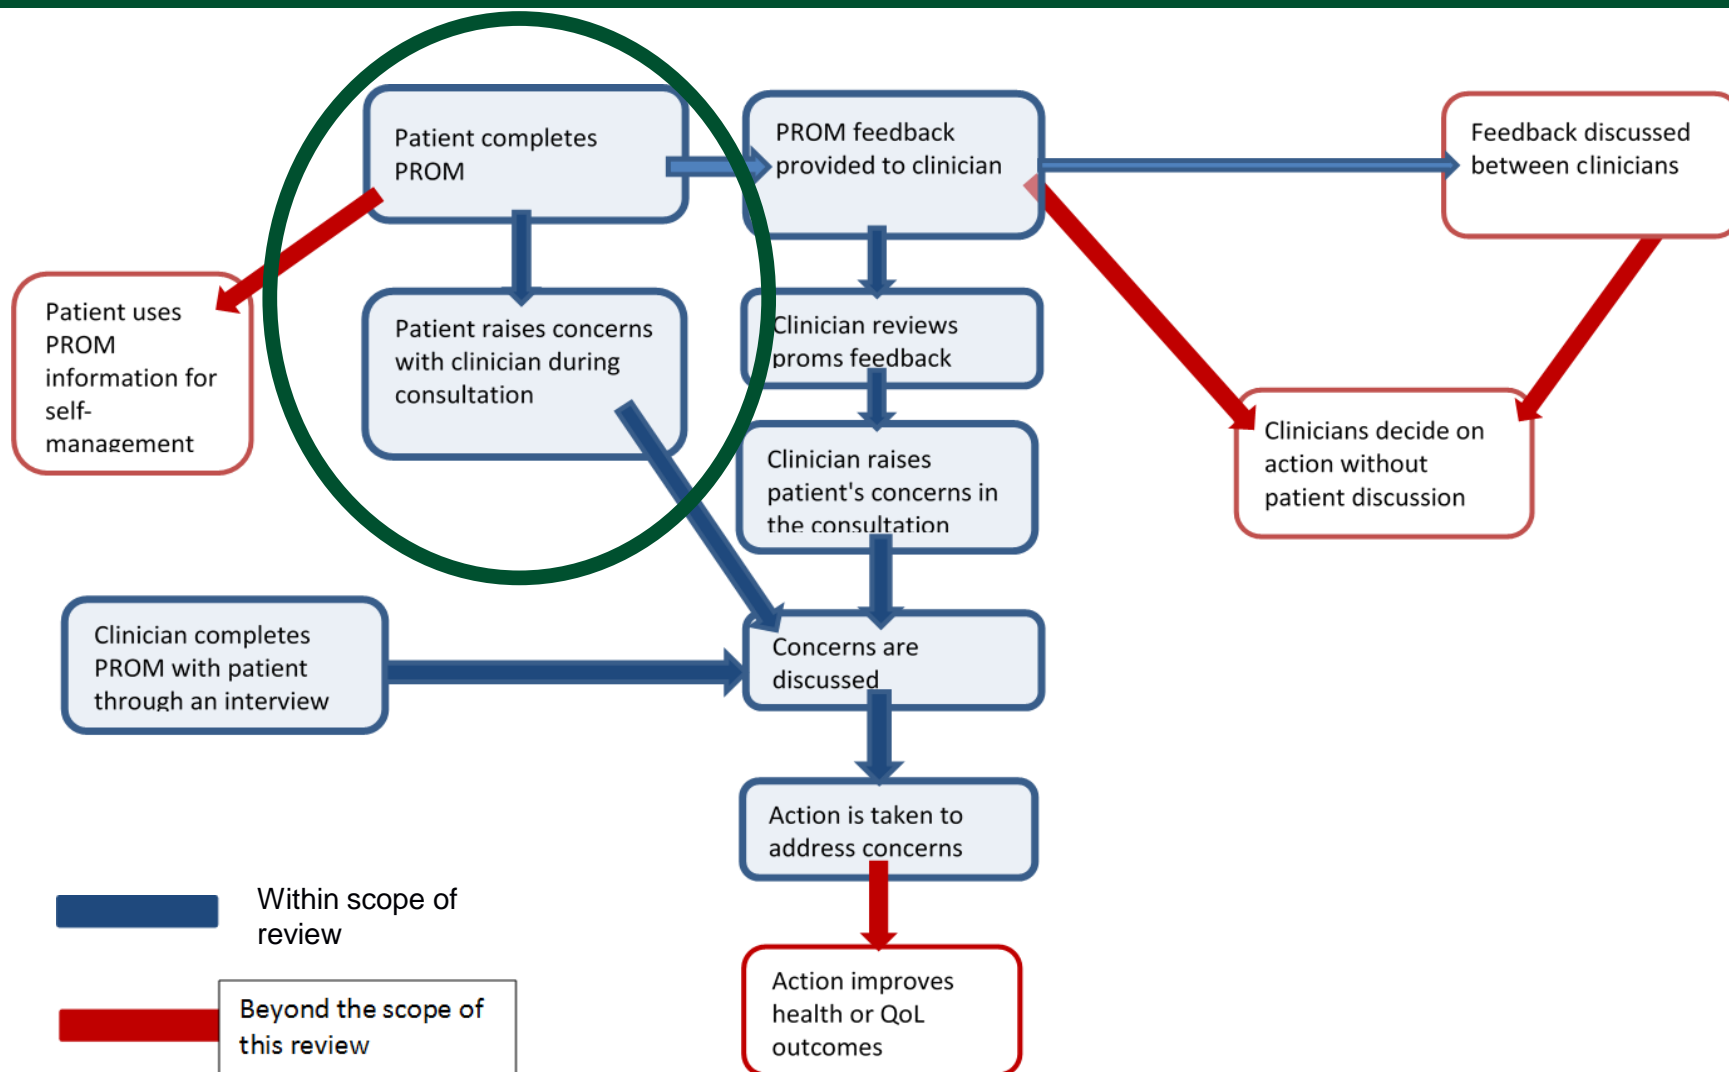 Patient completes
PROM
PROM feedback
provided to clinician
Feedback discussed
between clinicians
Patient uses
PROM
information for
self-
management
Patient raises concerns
with clinician during
consultation
Clinician reviews
proms feedback
Clinician raises
patient's concerns in
the consultation
Clinicians decide on
action without
patient discussion
Clinician completes
PROM with patient
through an interview
Concerns are
discussed
Action is taken to
address concerns
Within scope of
review
Action improves
health or QoL
outcomes
Beyond the scope of
this review